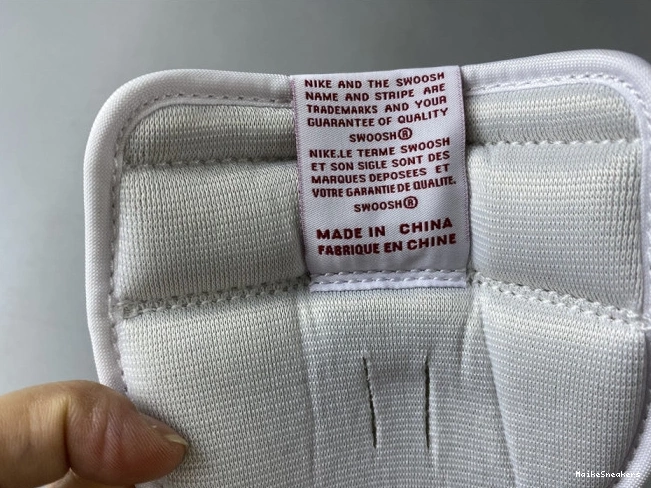 NIKE AND THE SWOOSH
NAME AND STRIPE ARE
TRADEMARKS AND YOUR
GUARANTEE OF QUALITY
SWOOSH®
NIKE.LE TERME SWOOSH
ET SON SIGLE SONT DES
MARQUES DEPOSEES ET
VOTRE GARANTIE DE QUALITE.
SWOOSH®
MADE IN CHINA
FABRIQUE EN CHINE
MaikeSneakers